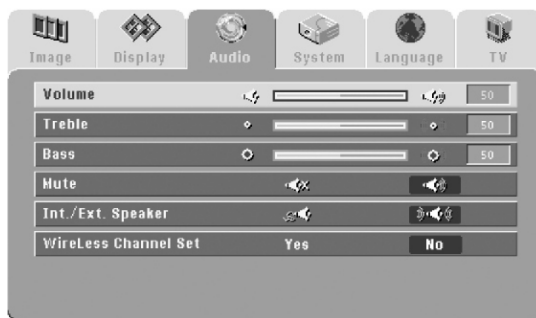 Image Display Audio System Language TV
Volume 50
Treble 50
Bass 50
Mute
Int./Ext. Speaker
WireLess Channel Set Yes No